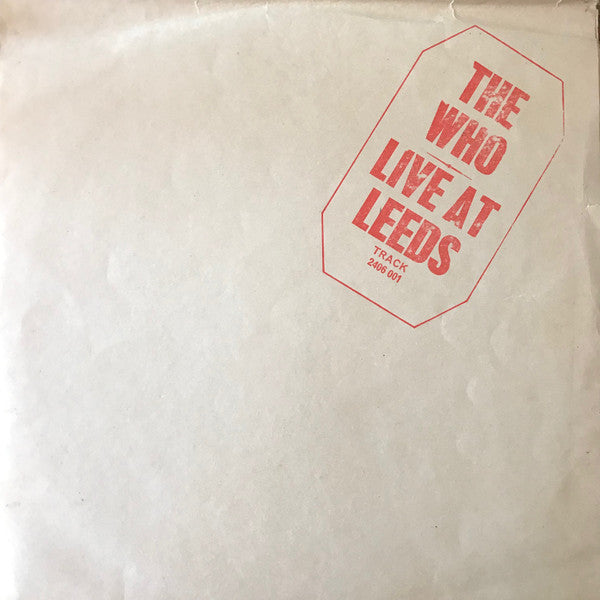 THE
WHO
LIVE AT
LEEDS
TRACK
2406 001